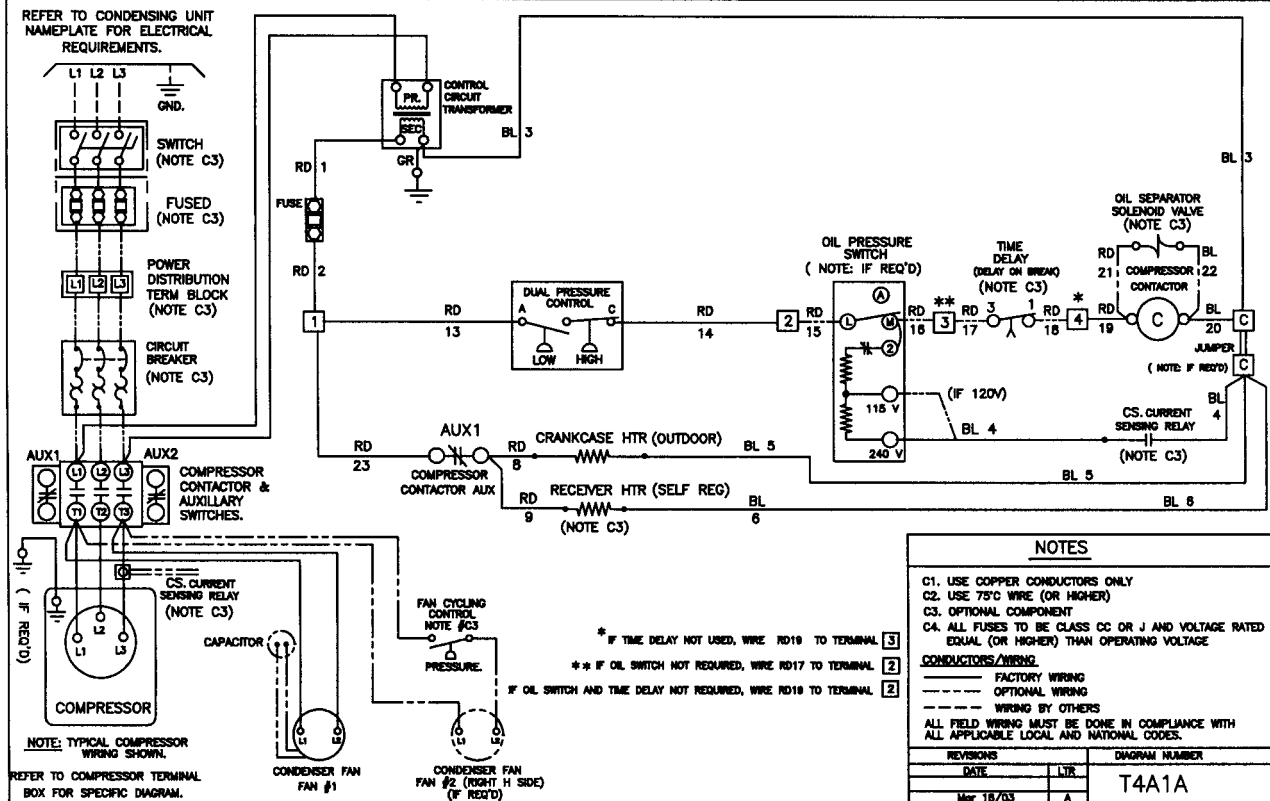 REFER TO CONDENSING UNIT
NAMEPLATE FOR ELECTRICAL
REQUIREMENTS.
L1 L2 L3
GND.
SWITCH
(NOTE C3)
FUSED
(NOTE C3)
POWER
DISTRIBUTION
TERM BLOCK
(NOTE C3)
L1 L2 L3
CIRCUIT
BREAKER
(NOTE C3)
AUX1
AUX2
L1 L2 L3
T1 T2 T3
COMPRESSOR
CONTACTOR &
AUXILLARY
SWITCHES.
( IF REQ'D)
CS. CURRENT
SENSING RELAY
(NOTE C3)
L2
L1 L3
COMPRESSOR
NOTE: TYPICAL COMPRESSOR
WIRING SHOWN.
REFER TO COMPRESSOR TERMINAL
BOX FOR SPECIFIC DIAGRAM.
CONTROL
CIRCUIT
TRANSFORMER
PR.
SEC
GR
BL 3
RD 1
FUSE
RD 2
1
RD
13
DUAL PRESSURE
CONTROL
A
C
LOW
HIGH
RD
14
2
RD
15
OIL PRESSURE
SWITCH
( NOTE: IF REQ'D)
A
L
M
2
115 V
240 V
(IF 120V)
BL 4
RD
16
**
3
RD
17
TIME
DELAY
(DELAY ON BREAK)
(NOTE C3)
3
1
RD
18
*
4
RD
19
OIL SEPARATOR
SOLENOID VALVE
(NOTE C3)
RD
21
BL
22
COMPRESSOR
CONTACTOR
C
BL
20
C
BL 3
JUMPER
( NOTE: IF REQ'D)
C
BL
4
CS. CURRENT
SENSING RELAY
(NOTE C3)
RD
23
AUX1
COMPRESSOR
CONTACTOR AUX
RD
8
CRANKCASE HTR (OUTDOOR)
BL 5
BL 5
RD
9
RECEIVER HTR (SELF REG)
(NOTE C3)
BL
6
BL 6
CAPACITOR
CONDENSER FAN
FAN #1
FAN CYCLING
CONTROL
NOTE #C3
PRESSURE.
CONDENSER FAN
FAN #2 (RIGHT H SIDE)
(IF REQ'D)
* IF TIME DELAY NOT USED, WIRE RD19 TO TERMINAL 3
** IF OIL SWITCH NOT REQUIRED, WIRE RD17 TO TERMINAL 2
IF OIL SWITCH AND TIME DELAY NOT REQUIRED, WIRE RD19 TO TERMINAL 2
NOTES
C1. USE COPPER CONDUCTORS ONLY
C2. USE 75°C WIRE (OR HIGHER)
C3. OPTIONAL COMPONENT
C4. ALL FUSES TO BE CLASS CC OR J AND VOLTAGE RATED
EQUAL (OR HIGHER) THAN OPERATING VOLTAGE
CONDUCTORS/WIRNG
FACTORY WIRING
OPTIONAL WIRING
WIRING BY OTHERS
ALL FIELD WIRING MUST BE DONE IN COMPLIANCE WITH
ALL APPLICABLE LOCAL AND NATIONAL CODES.
REVISIONS
DIAGRAM NUMBER
DATE
LTR
T4A1A
Mar 18/03
A